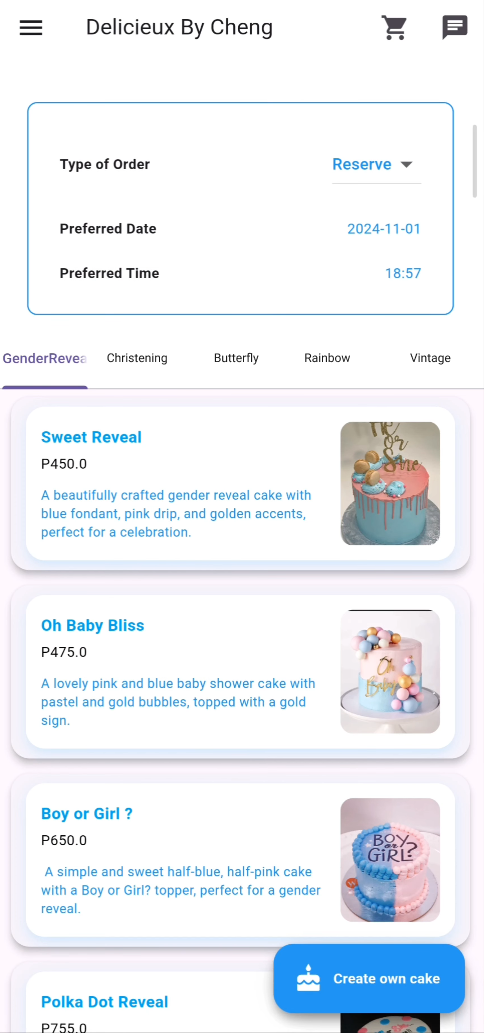 Delicieux By Cheng
Type of Order
Reserve
Preferred Date
2024-11-01
Preferred Time
18:57
GenderRevea
Christening
Butterfly
Rainbow
Vintage
Sweet Reveal
P450.0
A beautifully crafted gender reveal cake with
blue fondant, pink drip, and golden accents,
perfect for a celebration.
He
or
She
Oh Baby Bliss
P475.0
A lovely pink and blue baby shower cake with
pastel and gold bubbles, topped with a gold
sign.
Oh
Baby
Boy or Girl ?
P650.0
A simple and sweet half-blue, half-pink cake
with a Boy or Girl? topper, perfect for a gender
reveal.
BOY
or
GiRL?
Polka Dot Reveal
P755.0
Create own cake